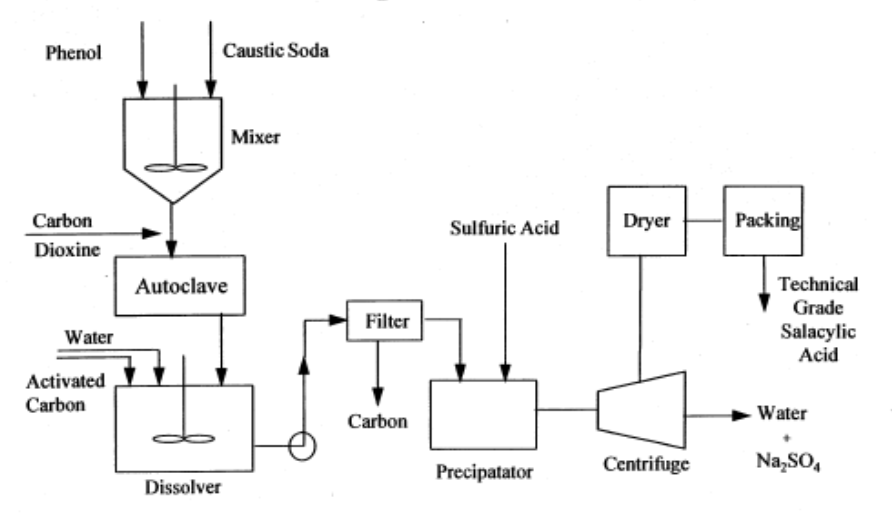 Phenol
Caustic Soda
Mixer
Carbon
Dioxine
Autoclave
Water
Activated
Carbon
Dissolver
Filter
Carbon
Sulfuric Acid
Precipatator
Centrifuge
Dryer
Packing
Technical
Grade
Salacylic
Acid
Water
+
Na₂SO₄